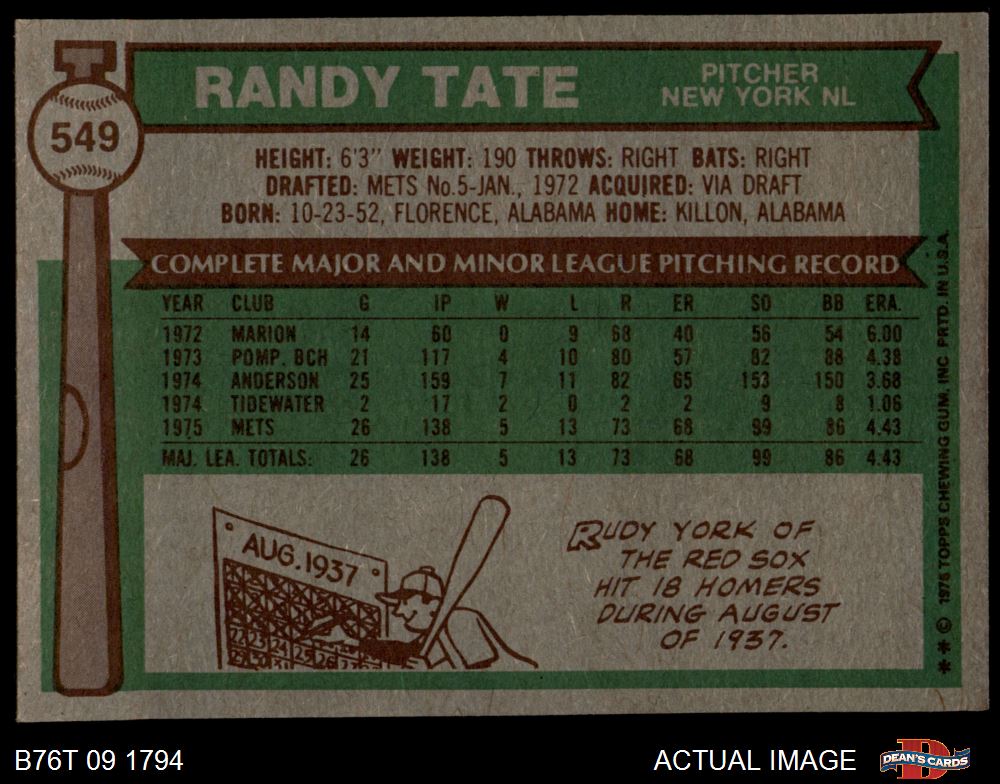 RANDY TATE
PITCHER
NEW YORK NL
549
HEIGHT: 6'3" WEIGHT: 190 THROWS: RIGHT BATS: RIGHT
DRAFTED: METS No.5-JAN., 1972 ACQUIRED: VIA DRAFT
BORN: 10-23-52, FLORENCE, ALABAMA HOME: KILLON, ALABAMA
COMPLETE MAJOR AND MINOR LEAGUE PITCHING RECORD
YEAR CLUB G IP W L R ER SO BB ERA.
1972 MARION 14 60 0 9 68 40 56 54 6.00
1973 POMP. BCH 21 117 4 10 80 57 82 88 4.38
1974 ANDERSON 25 159 7 11 82 65 153 150 3.68
1974 TIDEWATER 2 17 2 0 2 2 9 8 1.06
1975 METS 26 138 5 13 73 68 99 86 4.43
MAJ. LEA. TOTALS: 26 138 5 13 73 68 99 86 4.43
AUG. 1937
22 23 24 25 26
RUDY YORK OF
THE RED SOX
HIT 18 HOMERS
DURING AUGUST
OF 1937.
** © 1976 TOPPS CHEWING GUM, INC. PRTD. IN U.S.A.
B76T 09 1794
ACTUAL IMAGE
DEAN'S CARDS